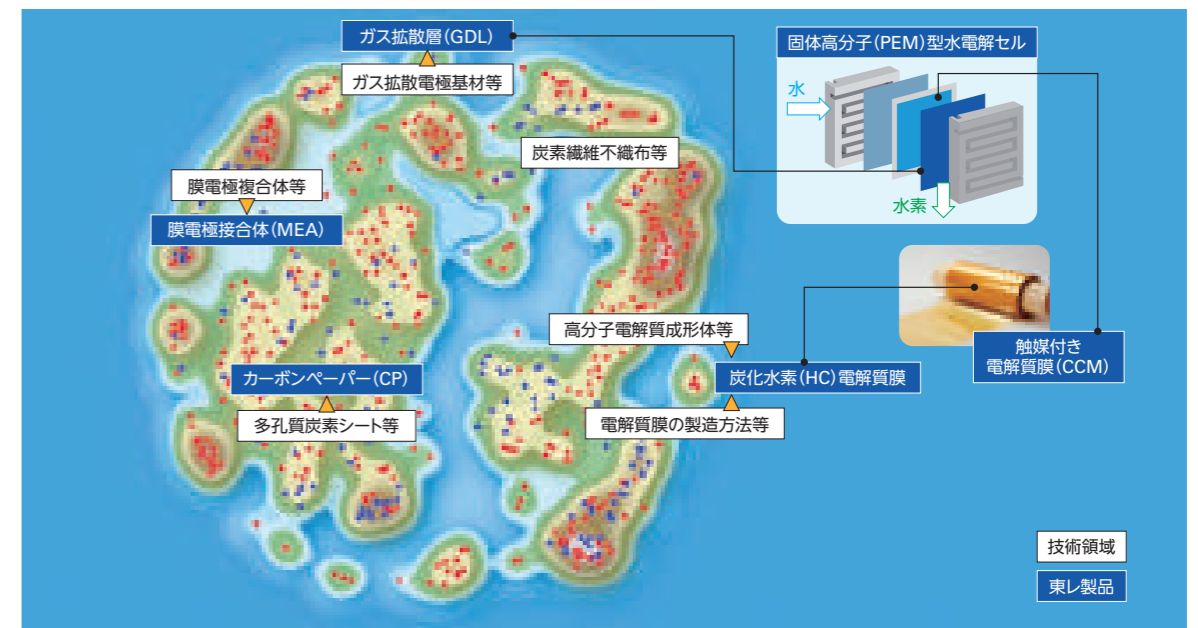 ガス拡散層(GDL)
ガス拡散電極基材等
固体高分子(PEM)型水電解セル
水
水素
炭素繊維不織布等
膜電極複合体等
膜電極接合体(MEA)
高分子電解質成形体等
触媒付き
電解質膜(CCM)
カーボンペーパー(CP)
炭化水素(HC)電解質膜
多孔質炭素シート等
電解質膜の製造方法等
技術領域
東レ製品